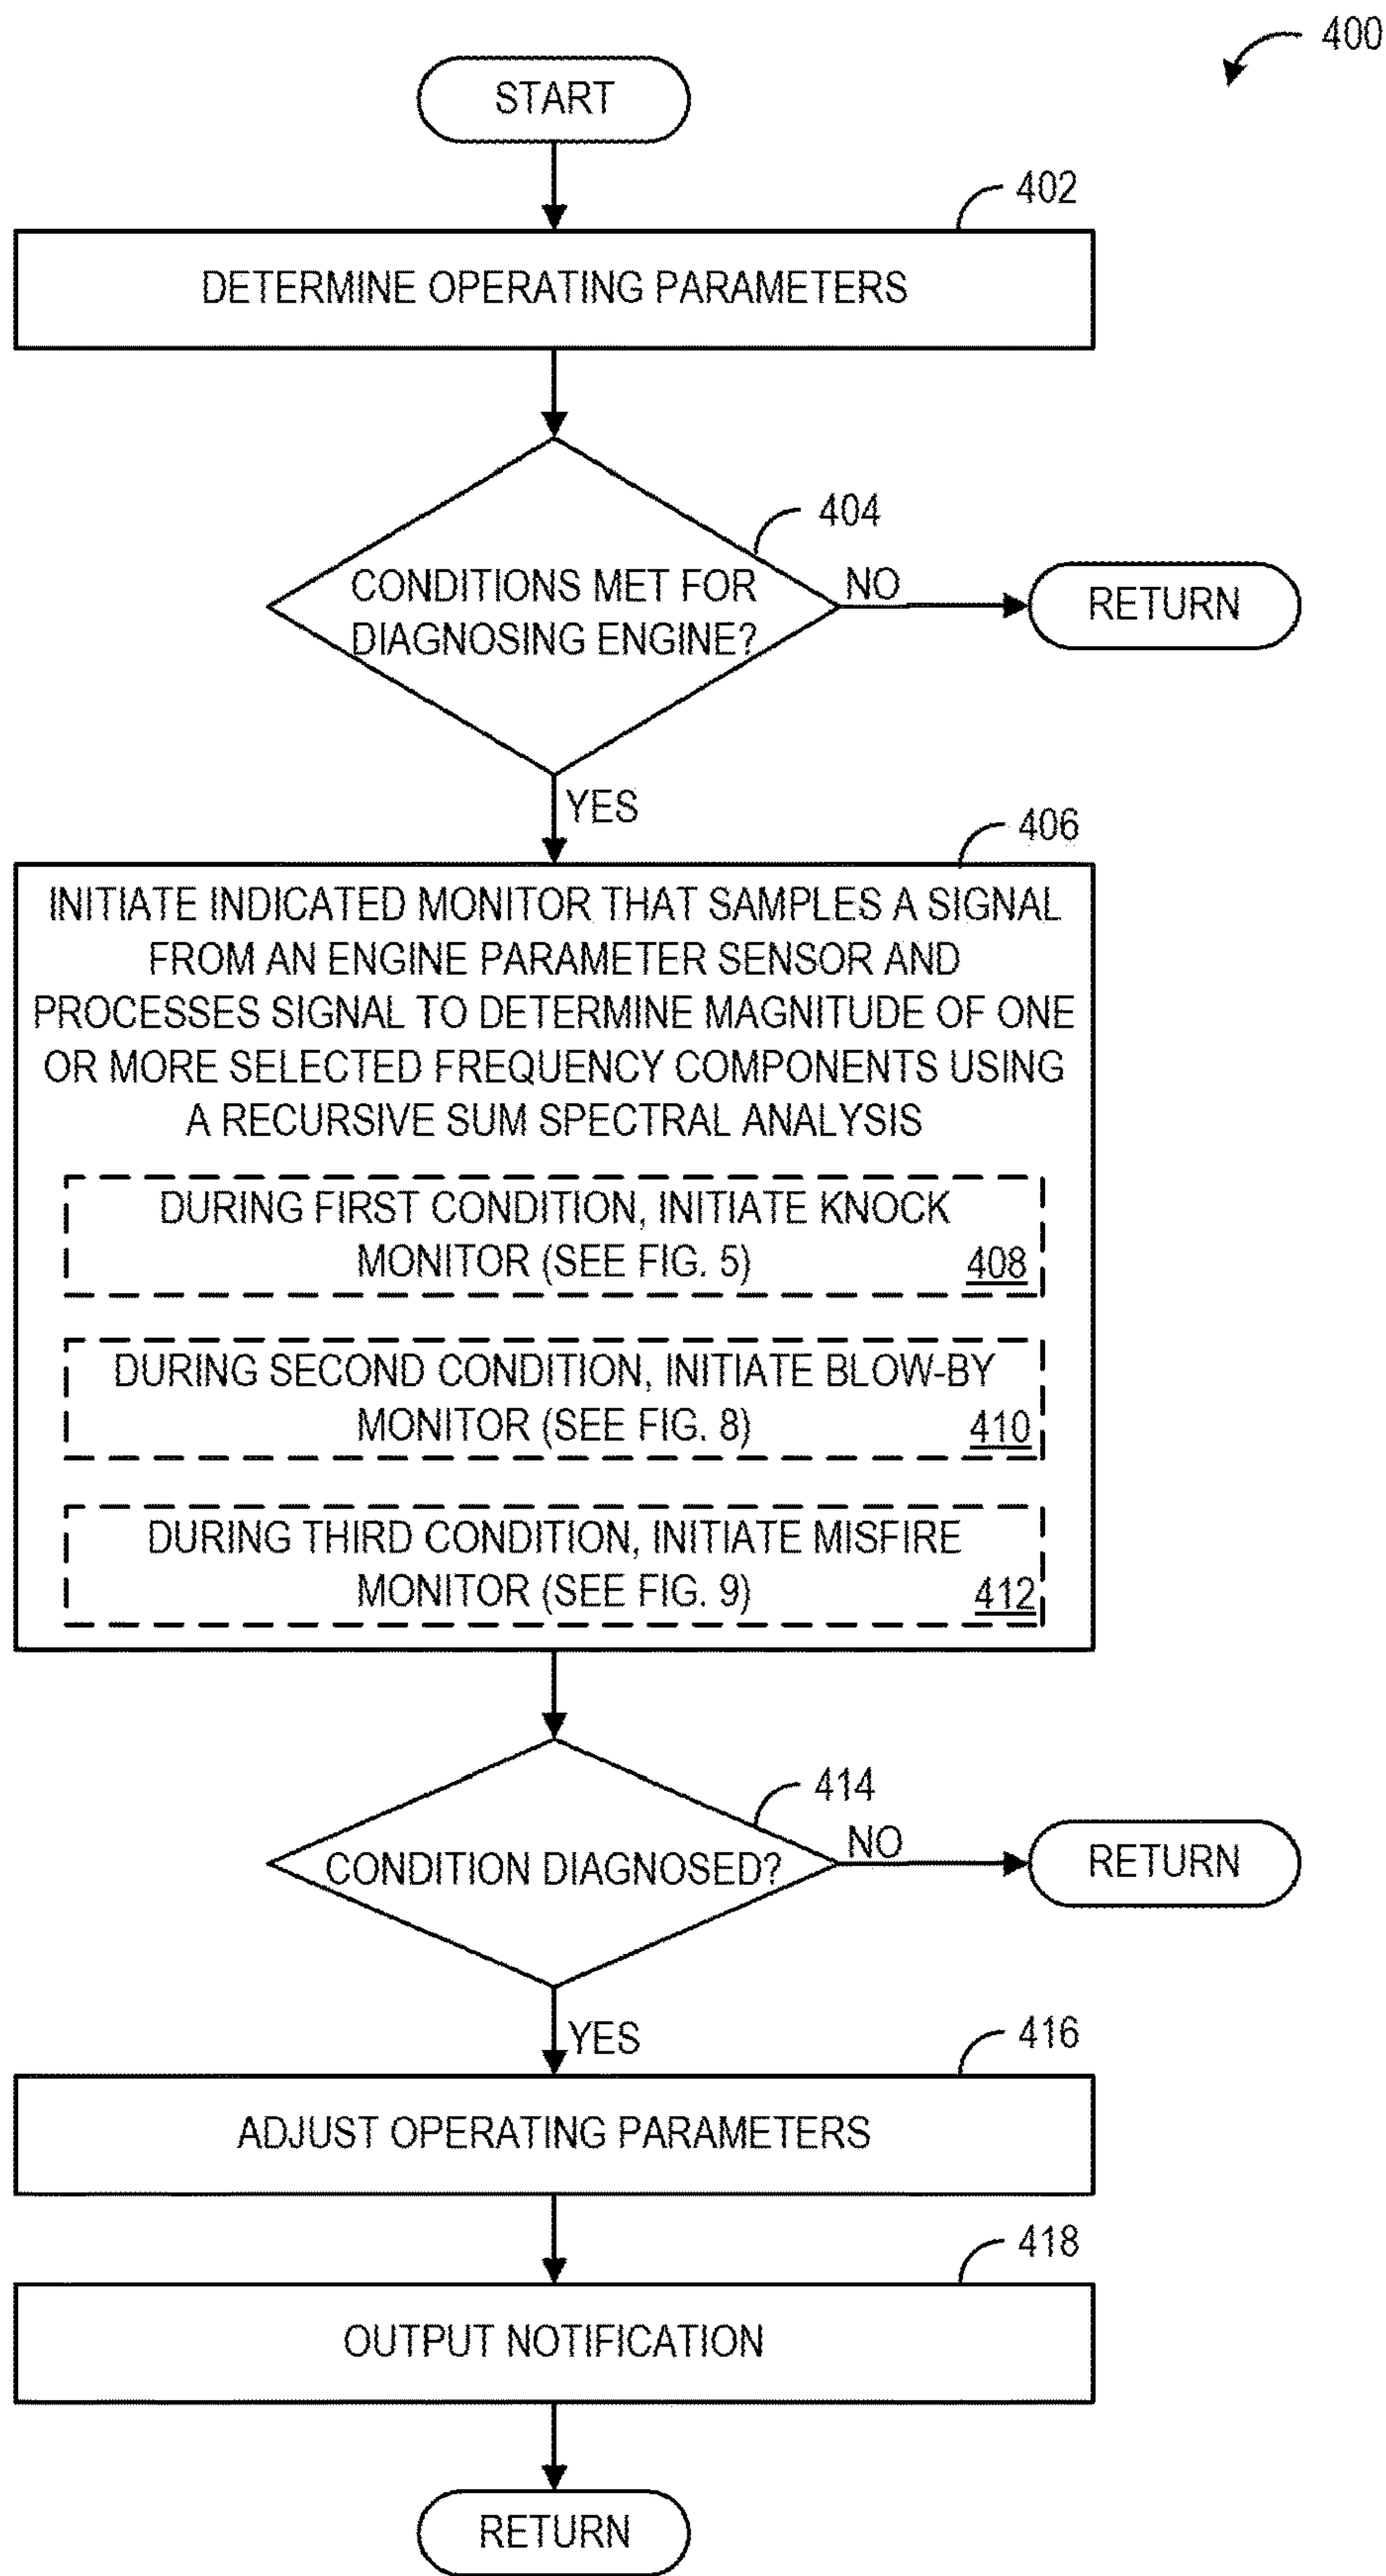 400
START
402
DETERMINE OPERATING PARAMETERS
404
CONDITIONS MET FOR
DIAGNOSING ENGINE?
NO
RETURN
YES
406
INITIATE INDICATED MONITOR THAT SAMPLES A SIGNAL
FROM AN ENGINE PARAMETER SENSOR AND
PROCESSES SIGNAL TO DETERMINE MAGNITUDE OF ONE
OR MORE SELECTED FREQUENCY COMPONENTS USING
A RECURSIVE SUM SPECTRAL ANALYSIS
DURING FIRST CONDITION, INITIATE KNOCK
MONITOR (SEE FIG. 5)
408
DURING SECOND CONDITION, INITIATE BLOW-BY
MONITOR (SEE FIG. 8)
410
DURING THIRD CONDITION, INITIATE MISFIRE
MONITOR (SEE FIG. 9)
412
414
CONDITION DIAGNOSED?
NO
RETURN
YES
416
ADJUST OPERATING PARAMETERS
418
OUTPUT NOTIFICATION
RETURN